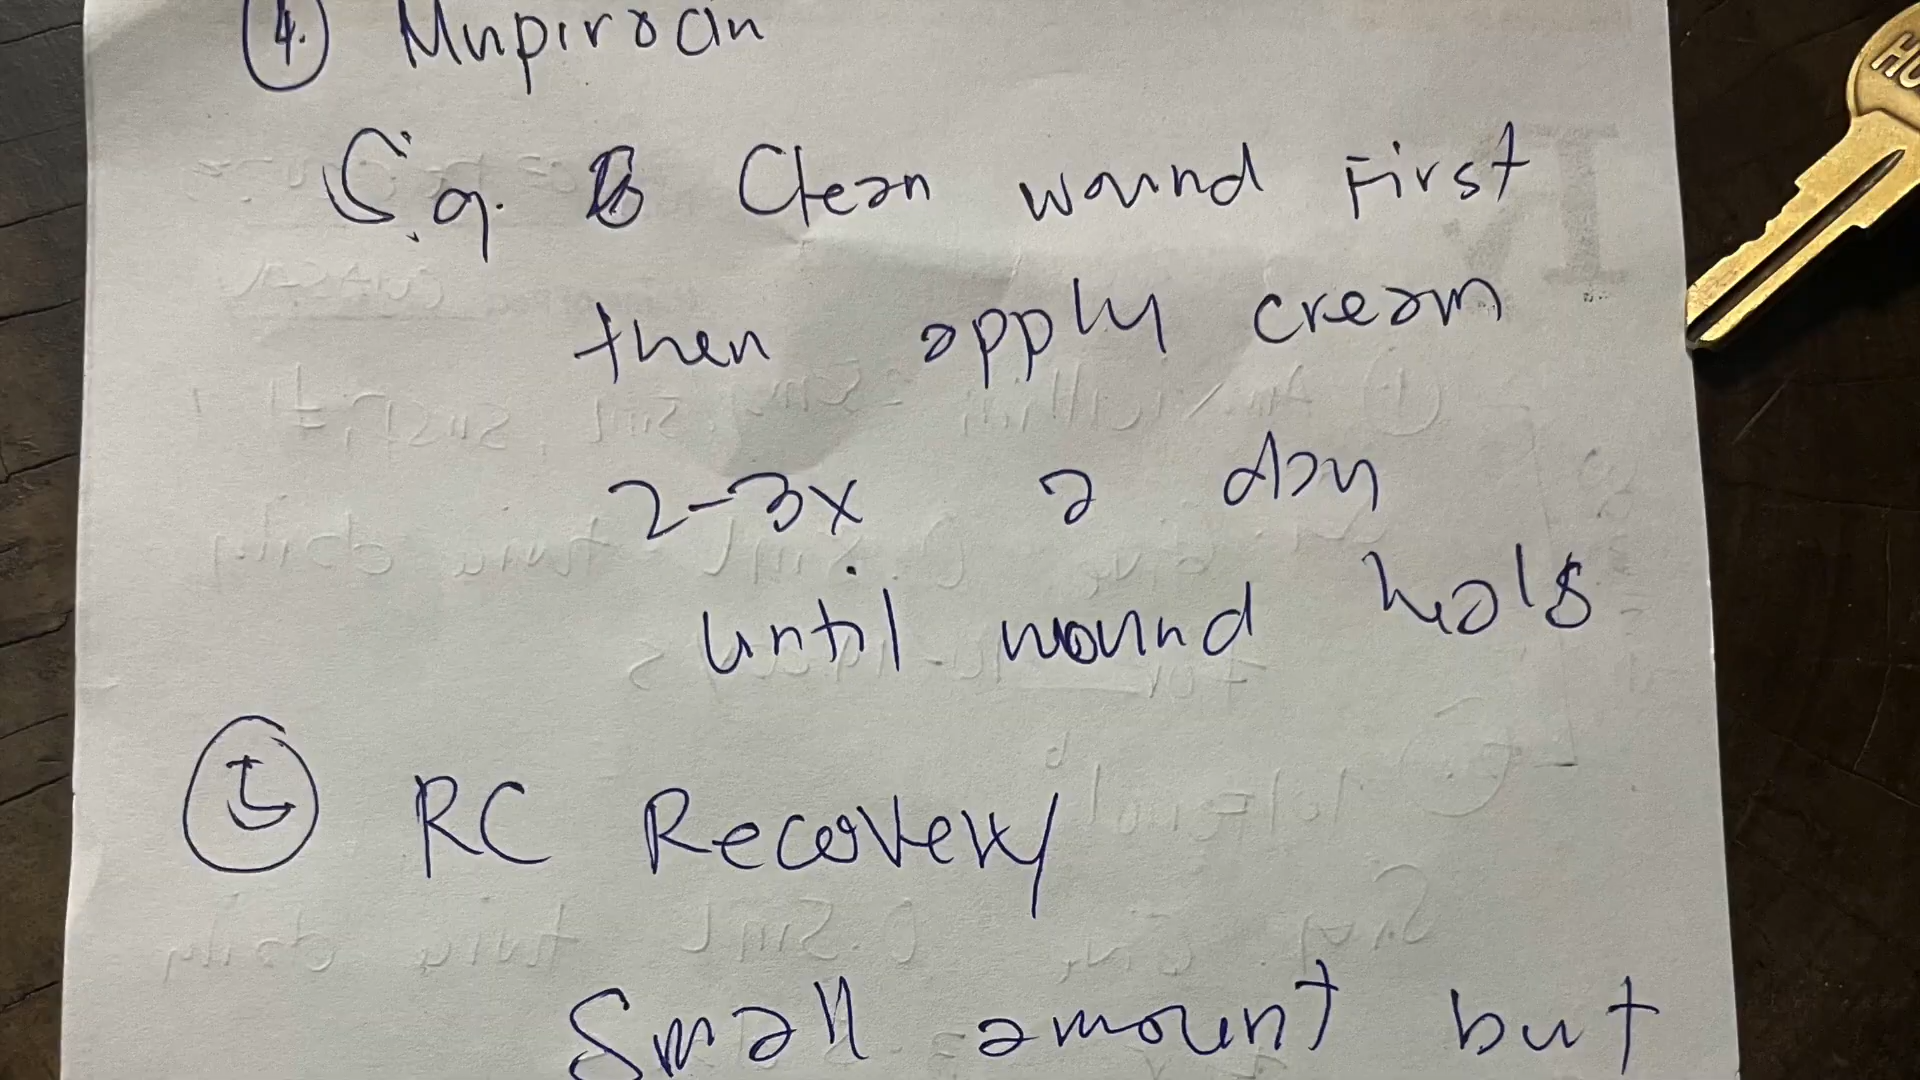 4. Mupirocin
Sig. Clean wound First
then apply cream
2-3x a day
until wound heals
5 RC Recovery
Small amount but